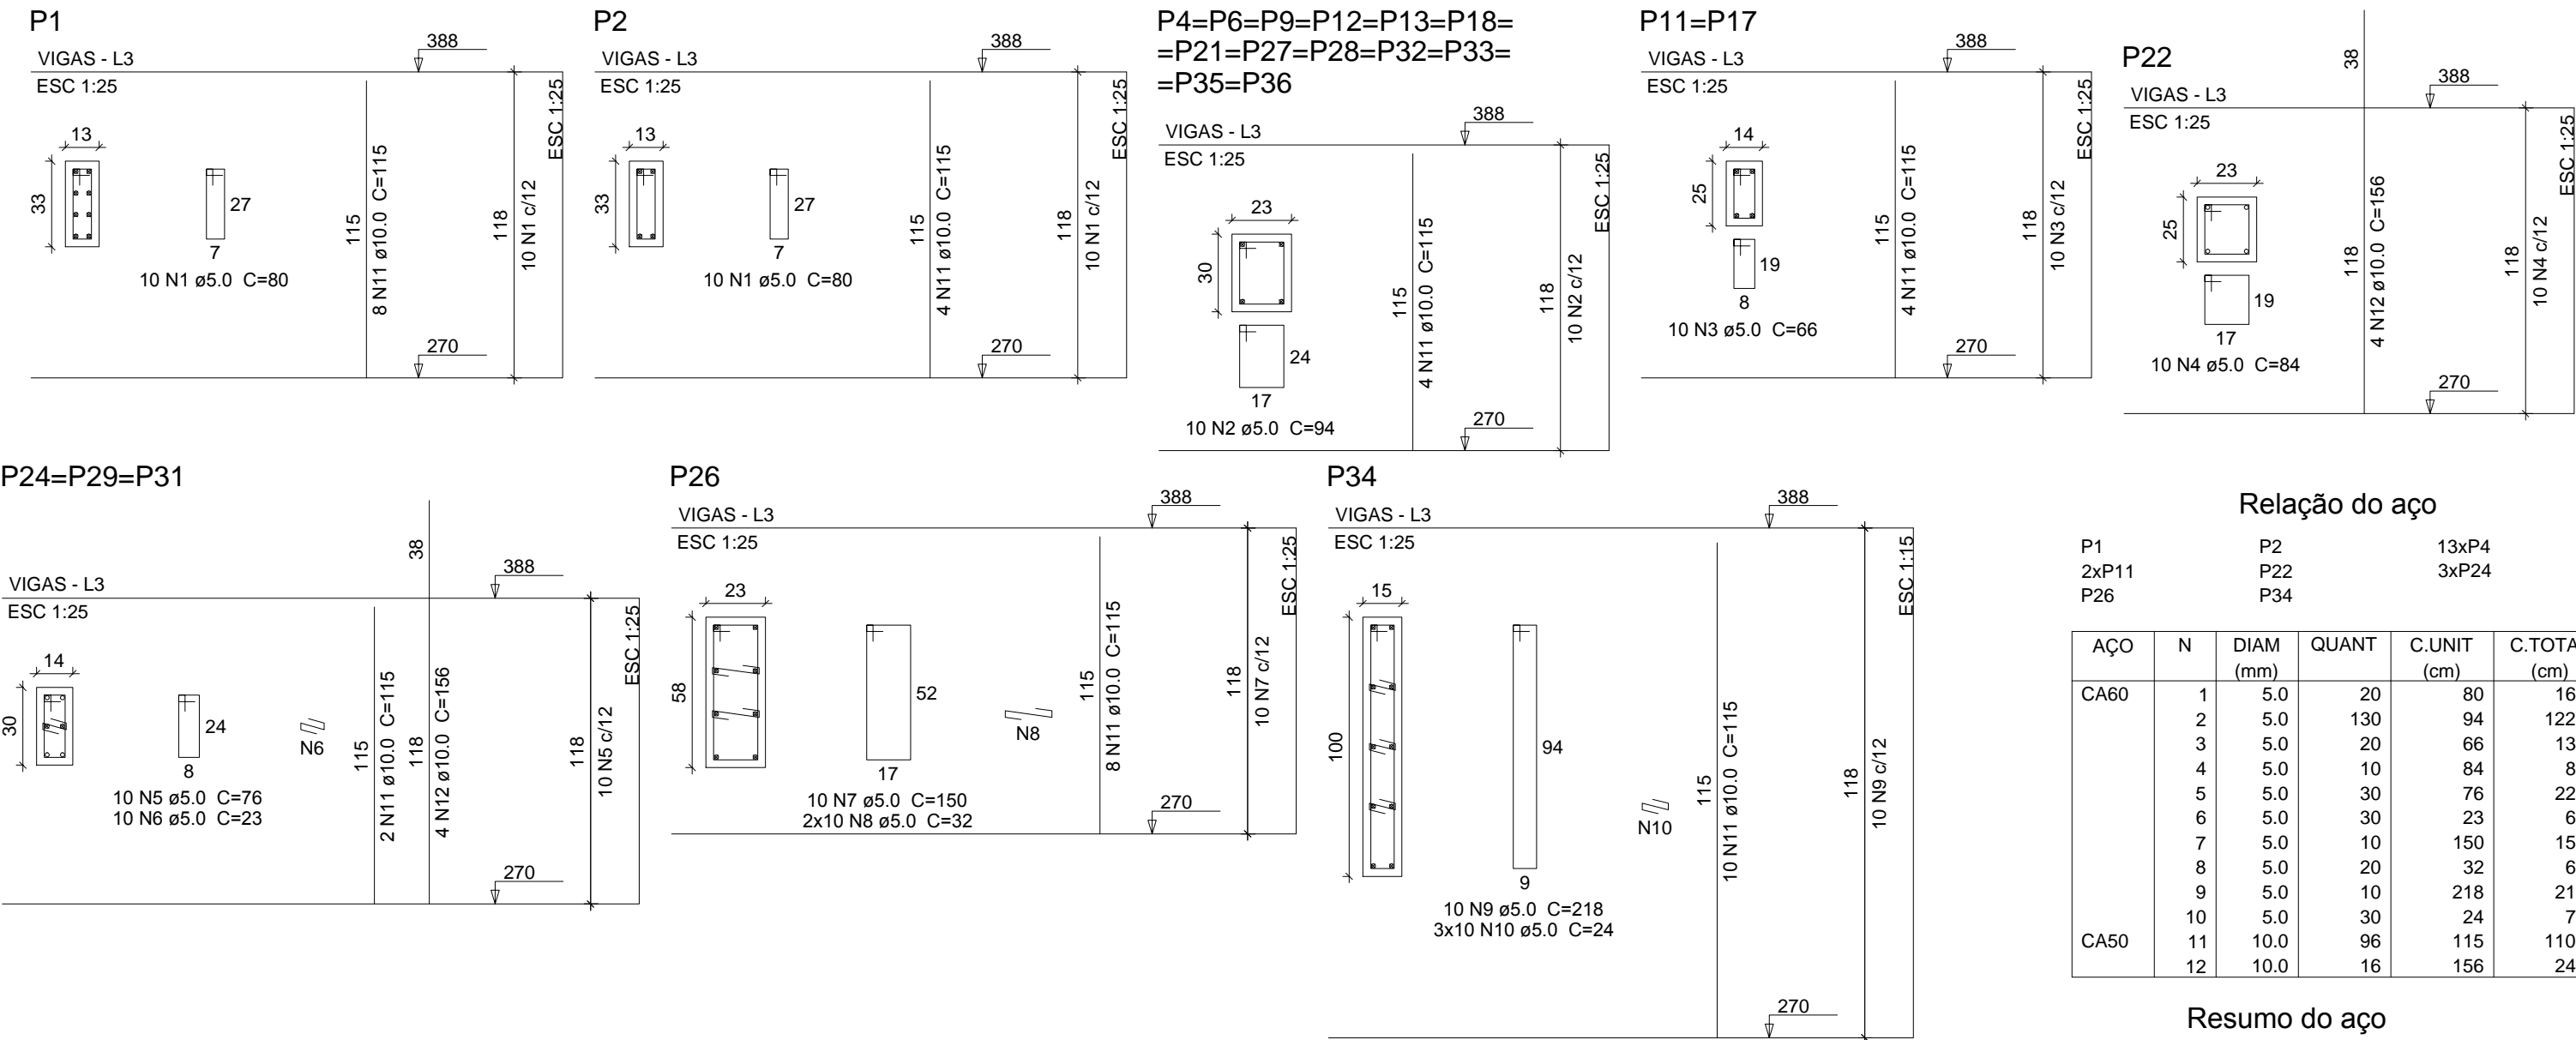 P1
VIGAS - L3
ESC 1:25
388
13
33
27
7
10 N1 ø5.0 C=80
115
8 N11 ø10.0 C=115
118
10 N1 c/12
ESC 1:25
270
P2
VIGAS - L3
ESC 1:25
388
13
33
27
7
10 N1 ø5.0 C=80
115
4 N11 ø10.0 C=115
118
10 N1 c/12
ESC 1:25
270
P4=P6=P9=P12=P13=P18=
=P21=P27=P28=P32=P33=
=P35=P36
VIGAS - L3
ESC 1:25
388
23
30
24
17
10 N2 ø5.0 C=94
115
4 N11 ø10.0 C=115
118
10 N2 c/12
ESC 1:25
270
P11=P17
VIGAS - L3
ESC 1:25
388
14
25
19
8
10 N3 ø5.0 C=66
115
4 N11 ø10.0 C=115
118
10 N3 c/12
ESC 1:25
270
P22
VIGAS - L3
ESC 1:25
38
388
23
25
19
17
10 N4 ø5.0 C=84
118
4 N12 ø10.0 C=156
118
10 N4 c/12
ESC 1:25
270
P24=P29=P31
VIGAS - L3
ESC 1:25
38
388
14
30
24
8
10 N5 ø5.0 C=76
10 N6 ø5.0 C=23
N6
115
2 N11 ø10.0 C=115
118
4 N12 ø10.0 C=156
118
10 N5 c/12
ESC 1:25
270
P26
VIGAS - L3
ESC 1:25
388
23
58
52
17
10 N7 ø5.0 C=150
2x10 N8 ø5.0 C=32
N8
115
8 N11 ø10.0 C=115
118
10 N7 c/12
ESC 1:25
270
P34
VIGAS - L3
ESC 1:25
388
15
100
94
9
10 N9 ø5.0 C=218
3x10 N10 ø5.0 C=24
N10
115
10 N11 ø10.0 C=115
118
10 N9 c/12
ESC 1:15
270
Relação do aço
P1 P2 13xP4
2xP11 P22 3xP24
P26 P34
AÇO N DIAM QUANT C.UNIT C.TOTA
(mm) (cm) (cm)
CA60 1 5.0 20 80 16
2 5.0 130 94 122
3 5.0 20 66 13
4 5.0 10 84 8
5 5.0 30 76 22
6 5.0 30 23 6
7 5.0 10 150 15
8 5.0 20 32 6
9 5.0 10 218 21
10 5.0 30 24 7
CA50 11 10.0 96 115 110
12 10.0 16 156 24
Resumo do aço